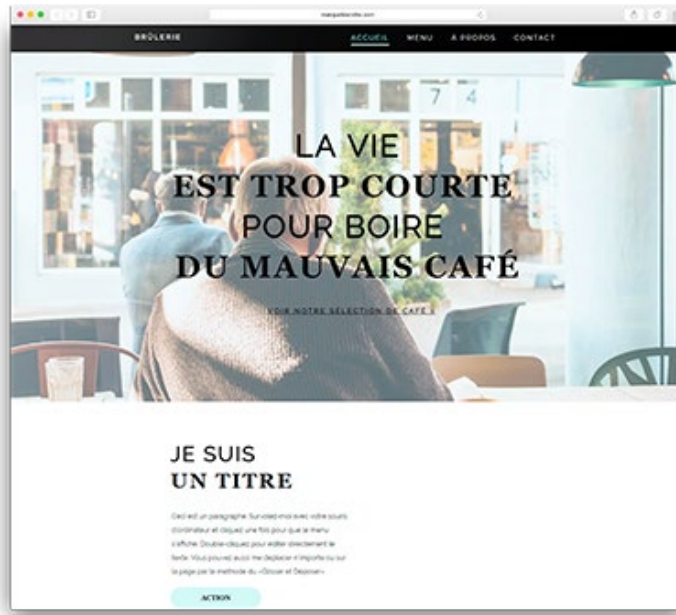 BRÛLERIE
ACCUEIL MENU À PROPOS CONTACT
7 4
LA VIE
EST TROP COURTE
POUR BOIRE
DU MAUVAIS CAFÉ
VOIR NOTRE SÉLECTION DE CAFÉ
JE SUIS
UN TITRE
Ceci est un paragraphe. Survolez-moi avec votre souris
d'ordinateur et cliquez une fois pour que le menu
s'affiche. Double-cliquez pour éditer directement le
texte. Vous pouvez aussi me déplacer n'importe où sur
la page par la méthode du «Glisser et Déposer».
ACTION